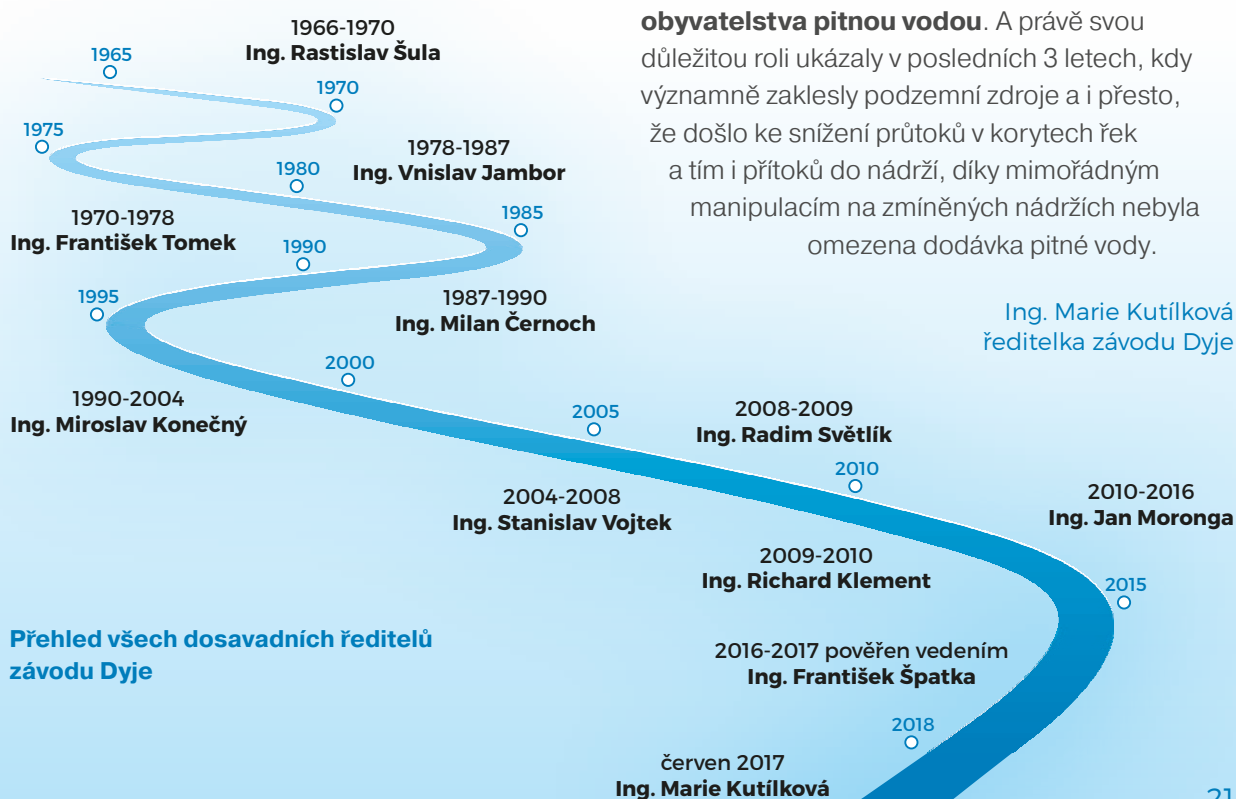 obyvatelstva pitnou vodou. A právě svou
důležitou roli ukázaly v posledních 3 letech, kdy
významně zaklesly podzemní zdroje a i přesto,
že došlo ke snížení průtoků v korytech řek
a tím i přítoků do nádrží, díky mimořádným
manipulacím na zmíněných nádržích nebyla
omezena dodávka pitné vody.
Ing. Marie Kutílková
ředitelka závodu Dyje
1965
1966-1970
Ing. Rastislav Šula
1970
1975
1970-1978
Ing. František Tomek
1980
1978-1987
Ing. Vnislav Jambor
1985
1990
1987-1990
Ing. Milan Černoch
1995
1990-2004
Ing. Miroslav Konečný
2000
2005
2004-2008
Ing. Stanislav Vojtek
2008-2009
Ing. Radim Světlík
2010
2009-2010
Ing. Richard Klement
2010-2016
Ing. Jan Moronga
2015
2016-2017 pověřen vedením
Ing. František Špatka
2018
červen 2017
Ing. Marie Kutílková
Přehled všech dosavadních ředitelů
závodu Dyje
21